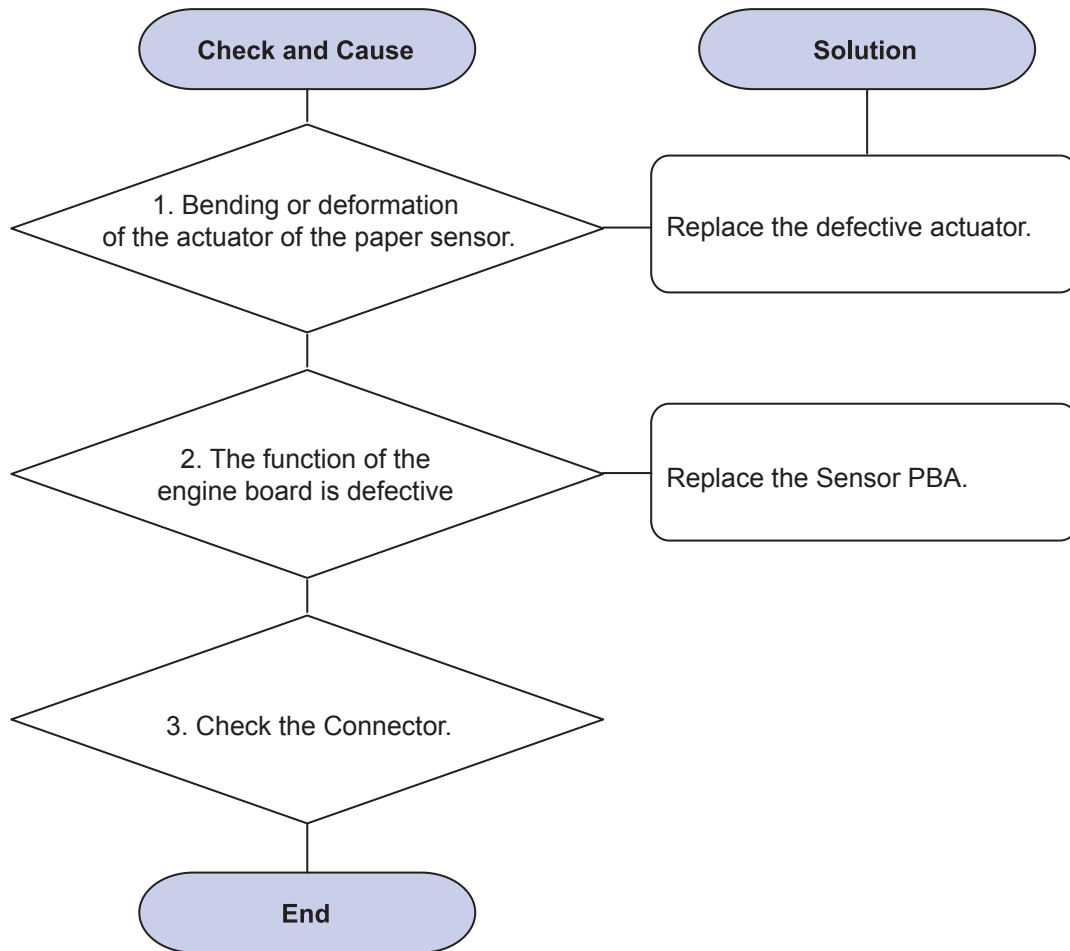 Check and Cause
Solution
1. Bending or deformation
of the actuator of the paper sensor.
Replace the defective actuator.
2. The function of the
engine board is defective
Replace the Sensor PBA.
3. Check the Connector.
End